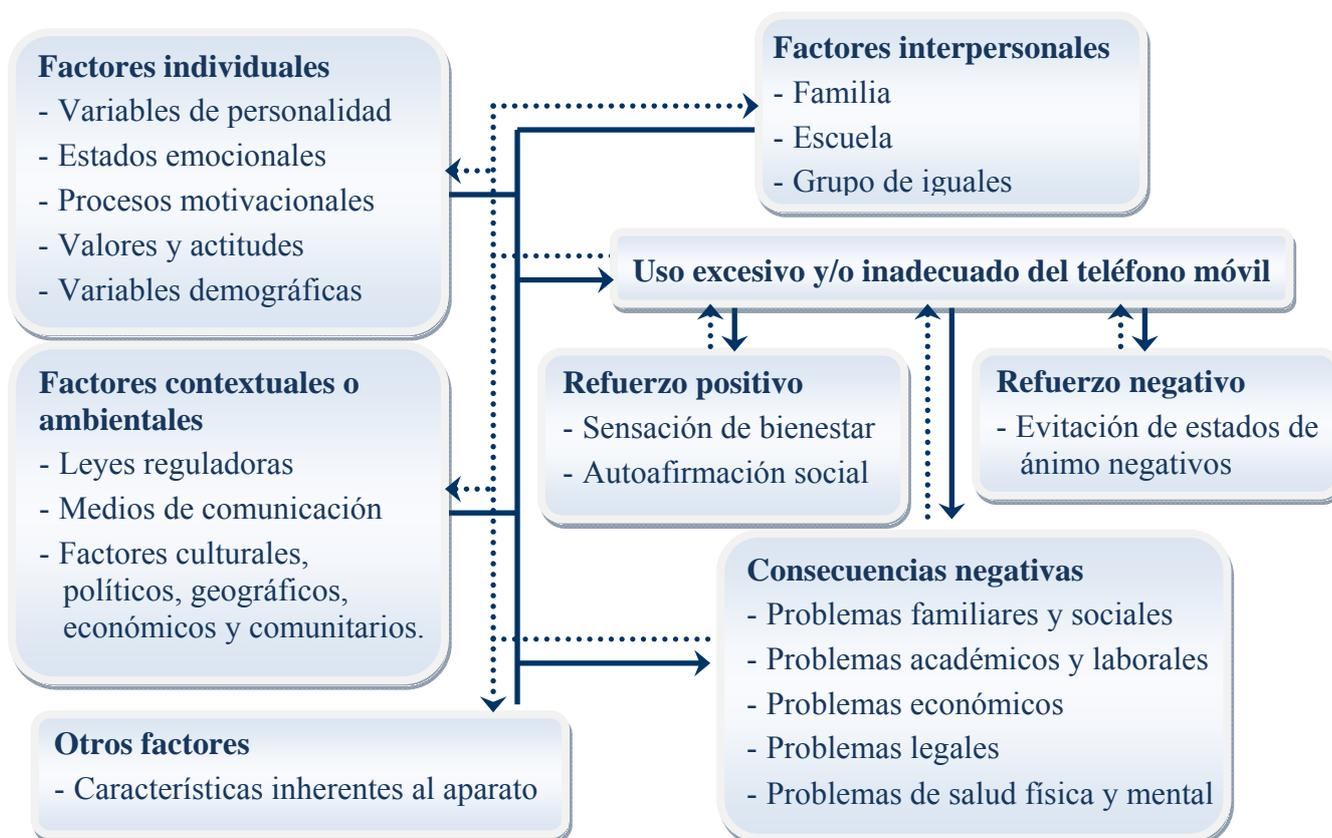 Factores individuales
- Variables de personalidad
- Estados emocionales
- Procesos motivacionales
- Valores y actitudes
- Variables demográficas
Factores interpersonales
- Familia
- Escuela
- Grupo de iguales
Uso excesivo y/o inadecuado del teléfono móvil
Factores contextuales o
ambientales
- Leyes reguladoras
- Medios de comunicación
- Factores culturales,
políticos, geográficos,
económicos y comunitarios.
Refuerzo positivo
- Sensación de bienestar
- Autoafirmación social
Refuerzo negativo
- Evitación de estados de
ánimo negativos
Consecuencias negativas
- Problemas familiares y sociales
- Problemas académicos y laborales
- Problemas económicos
- Problemas legales
- Problemas de salud física y mental
Otros factores
- Características inherentes al aparato